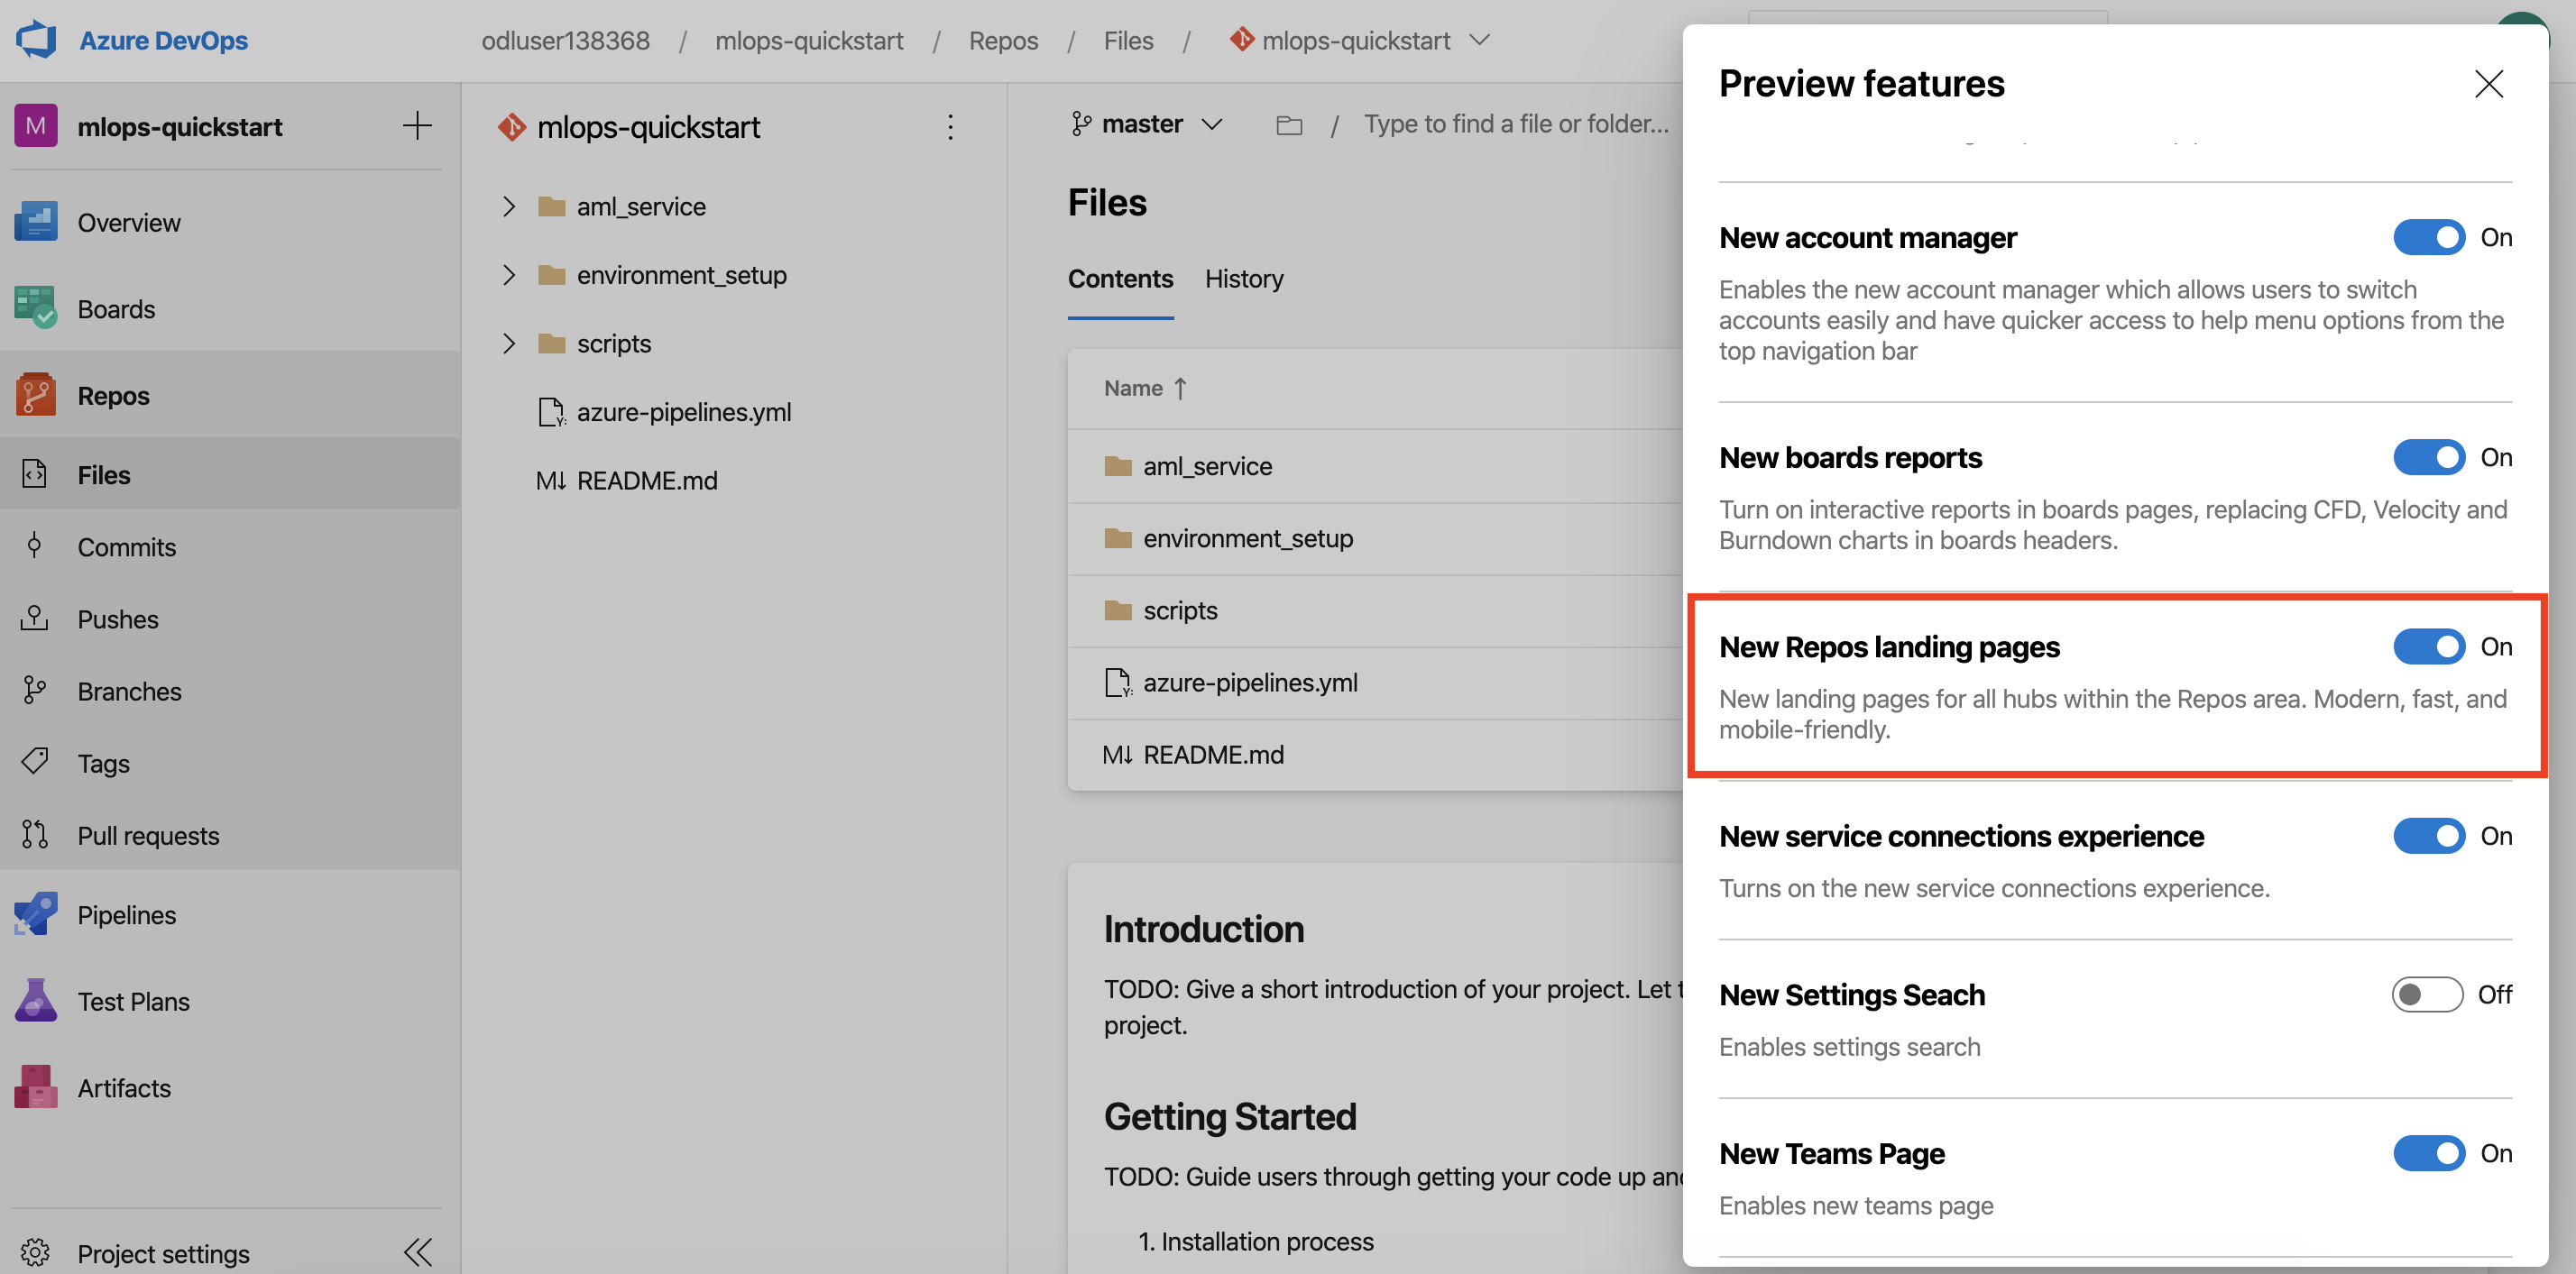 Azure DevOps
odluser138368 / mlops-quickstart / Repos / Files / mlops-quickstart
M mlops-quickstart
Overview
Boards
Repos
Files
Commits
Pushes
Branches
Tags
Pull requests
Pipelines
Test Plans
Artifacts
Project settings
mlops-quickstart
aml_service
environment_setup
scripts
azure-pipelines.yml
README.md
master / Type to find a file or folder...
Files
Contents History
Name
aml_service
environment_setup
scripts
azure-pipelines.yml
README.md
Introduction
TODO: Give a short introduction of your project. Let
project.
Getting Started
TODO: Guide users through getting your code up
1. Installation process
Preview features
New account manager On
Enables the new account manager which allows users to switch
accounts easily and have quicker access to help menu options from the
top navigation bar
New boards reports On
Turn on interactive reports in boards pages, replacing CFD, Velocity and
Burndown charts in boards headers.
New Repos landing pages On
New landing pages for all hubs within the Repos area. Modern, fast, and
mobile-friendly.
New service connections experience On
Turns on the new service connections experience.
New Settings Seach Off
Enables settings search
New Teams Page On
Enables new teams page